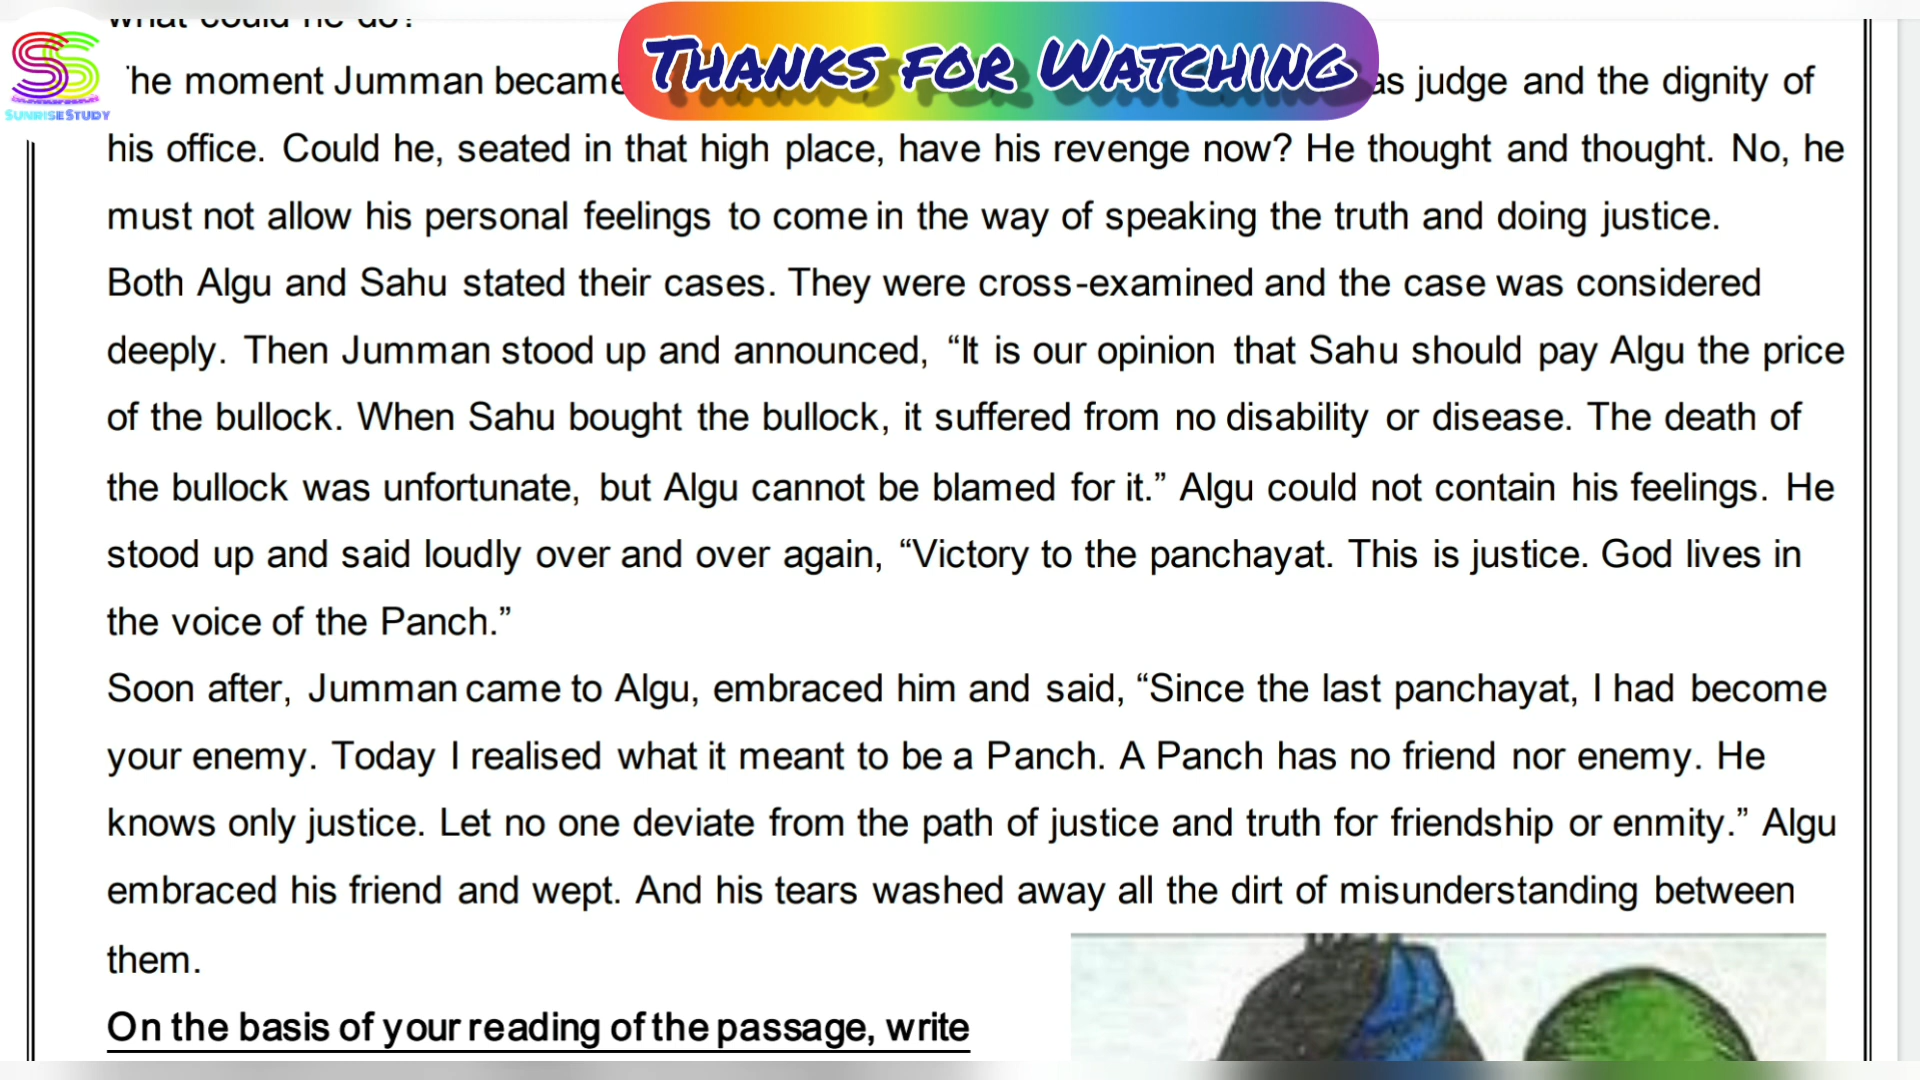 what could he do?
THANKS FOR WATCHING
SUNRISE STUDY
he moment Jumman became as judge and the dignity of
his office. Could he, seated in that high place, have his revenge now? He thought and thought. No, he
must not allow his personal feelings to come in the way of speaking the truth and doing justice.
Both Algu and Sahu stated their cases. They were cross-examined and the case was considered
deeply. Then Jumman stood up and announced, “It is our opinion that Sahu should pay Algu the price
of the bullock. When Sahu bought the bullock, it suffered from no disability or disease. The death of
the bullock was unfortunate, but Algu cannot be blamed for it.” Algu could not contain his feelings. He
stood up and said loudly over and over again, “Victory to the panchayat. This is justice. God lives in
the voice of the Panch.”
Soon after, Jumman came to Algu, embraced him and said, “Since the last panchayat, I had become
your enemy. Today I realised what it meant to be a Panch. A Panch has no friend nor enemy. He
knows only justice. Let no one deviate from the path of justice and truth for friendship or enmity.” Algu
embraced his friend and wept. And his tears washed away all the dirt of misunderstanding between
them.
On the basis of your reading of the passage, write